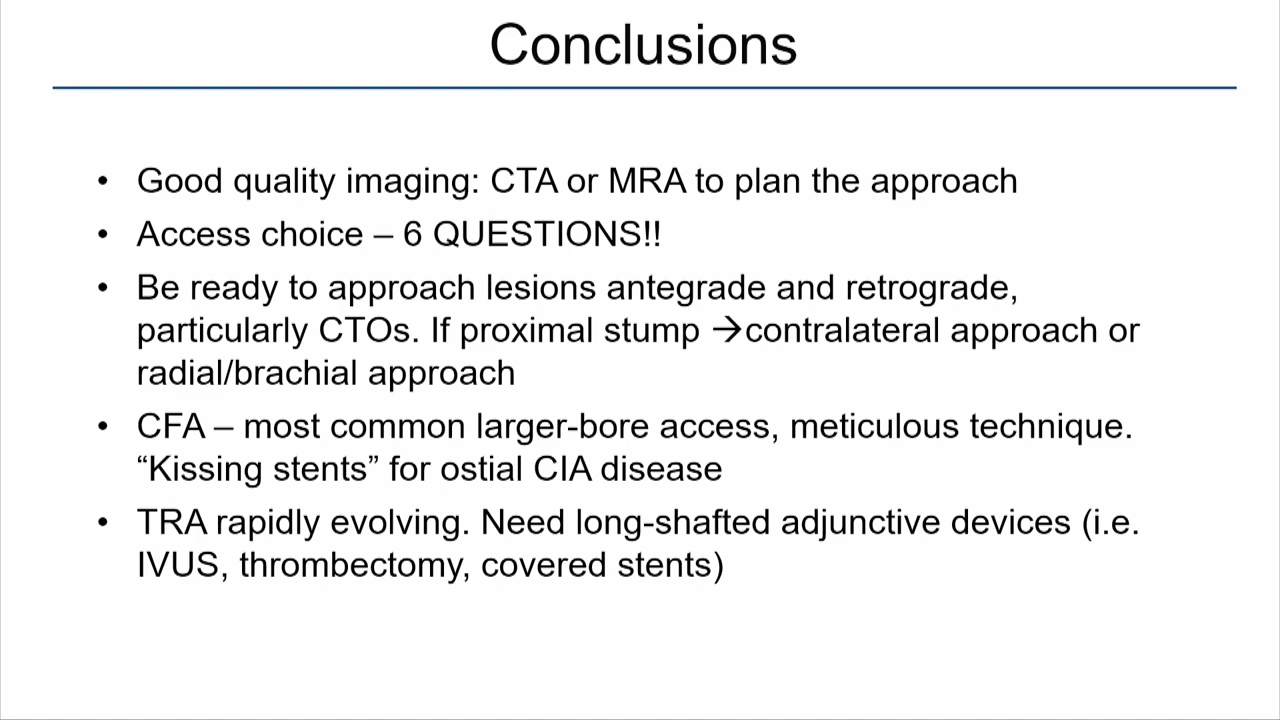 Conclusions
• Good quality imaging: CTA or MRA to plan the approach
• Access choice – 6 QUESTIONS!!
• Be ready to approach lesions antegrade and retrograde,
particularly CTOs. If proximal stump →contralateral approach or
radial/brachial approach
• CFA – most common larger-bore access, meticulous technique.
“Kissing stents” for ostial CIA disease
• TRA rapidly evolving. Need long-shafted adjunctive devices (i.e.
IVUS, thrombectomy, covered stents)